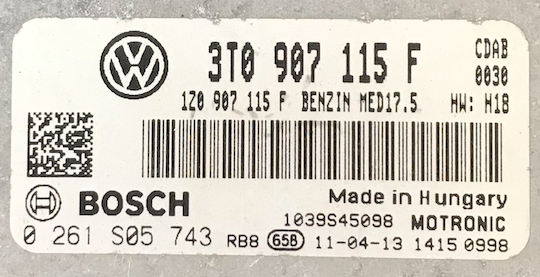 3T0 907 115 F CDAB
1Z0 907 115 F BENZIN MED17.5 0030
HW: H18
BOSCH Made in Hungary
1039S45098 MOTRONIC
0 261 S05 743 RB8 658 11-04-13 1415 0998